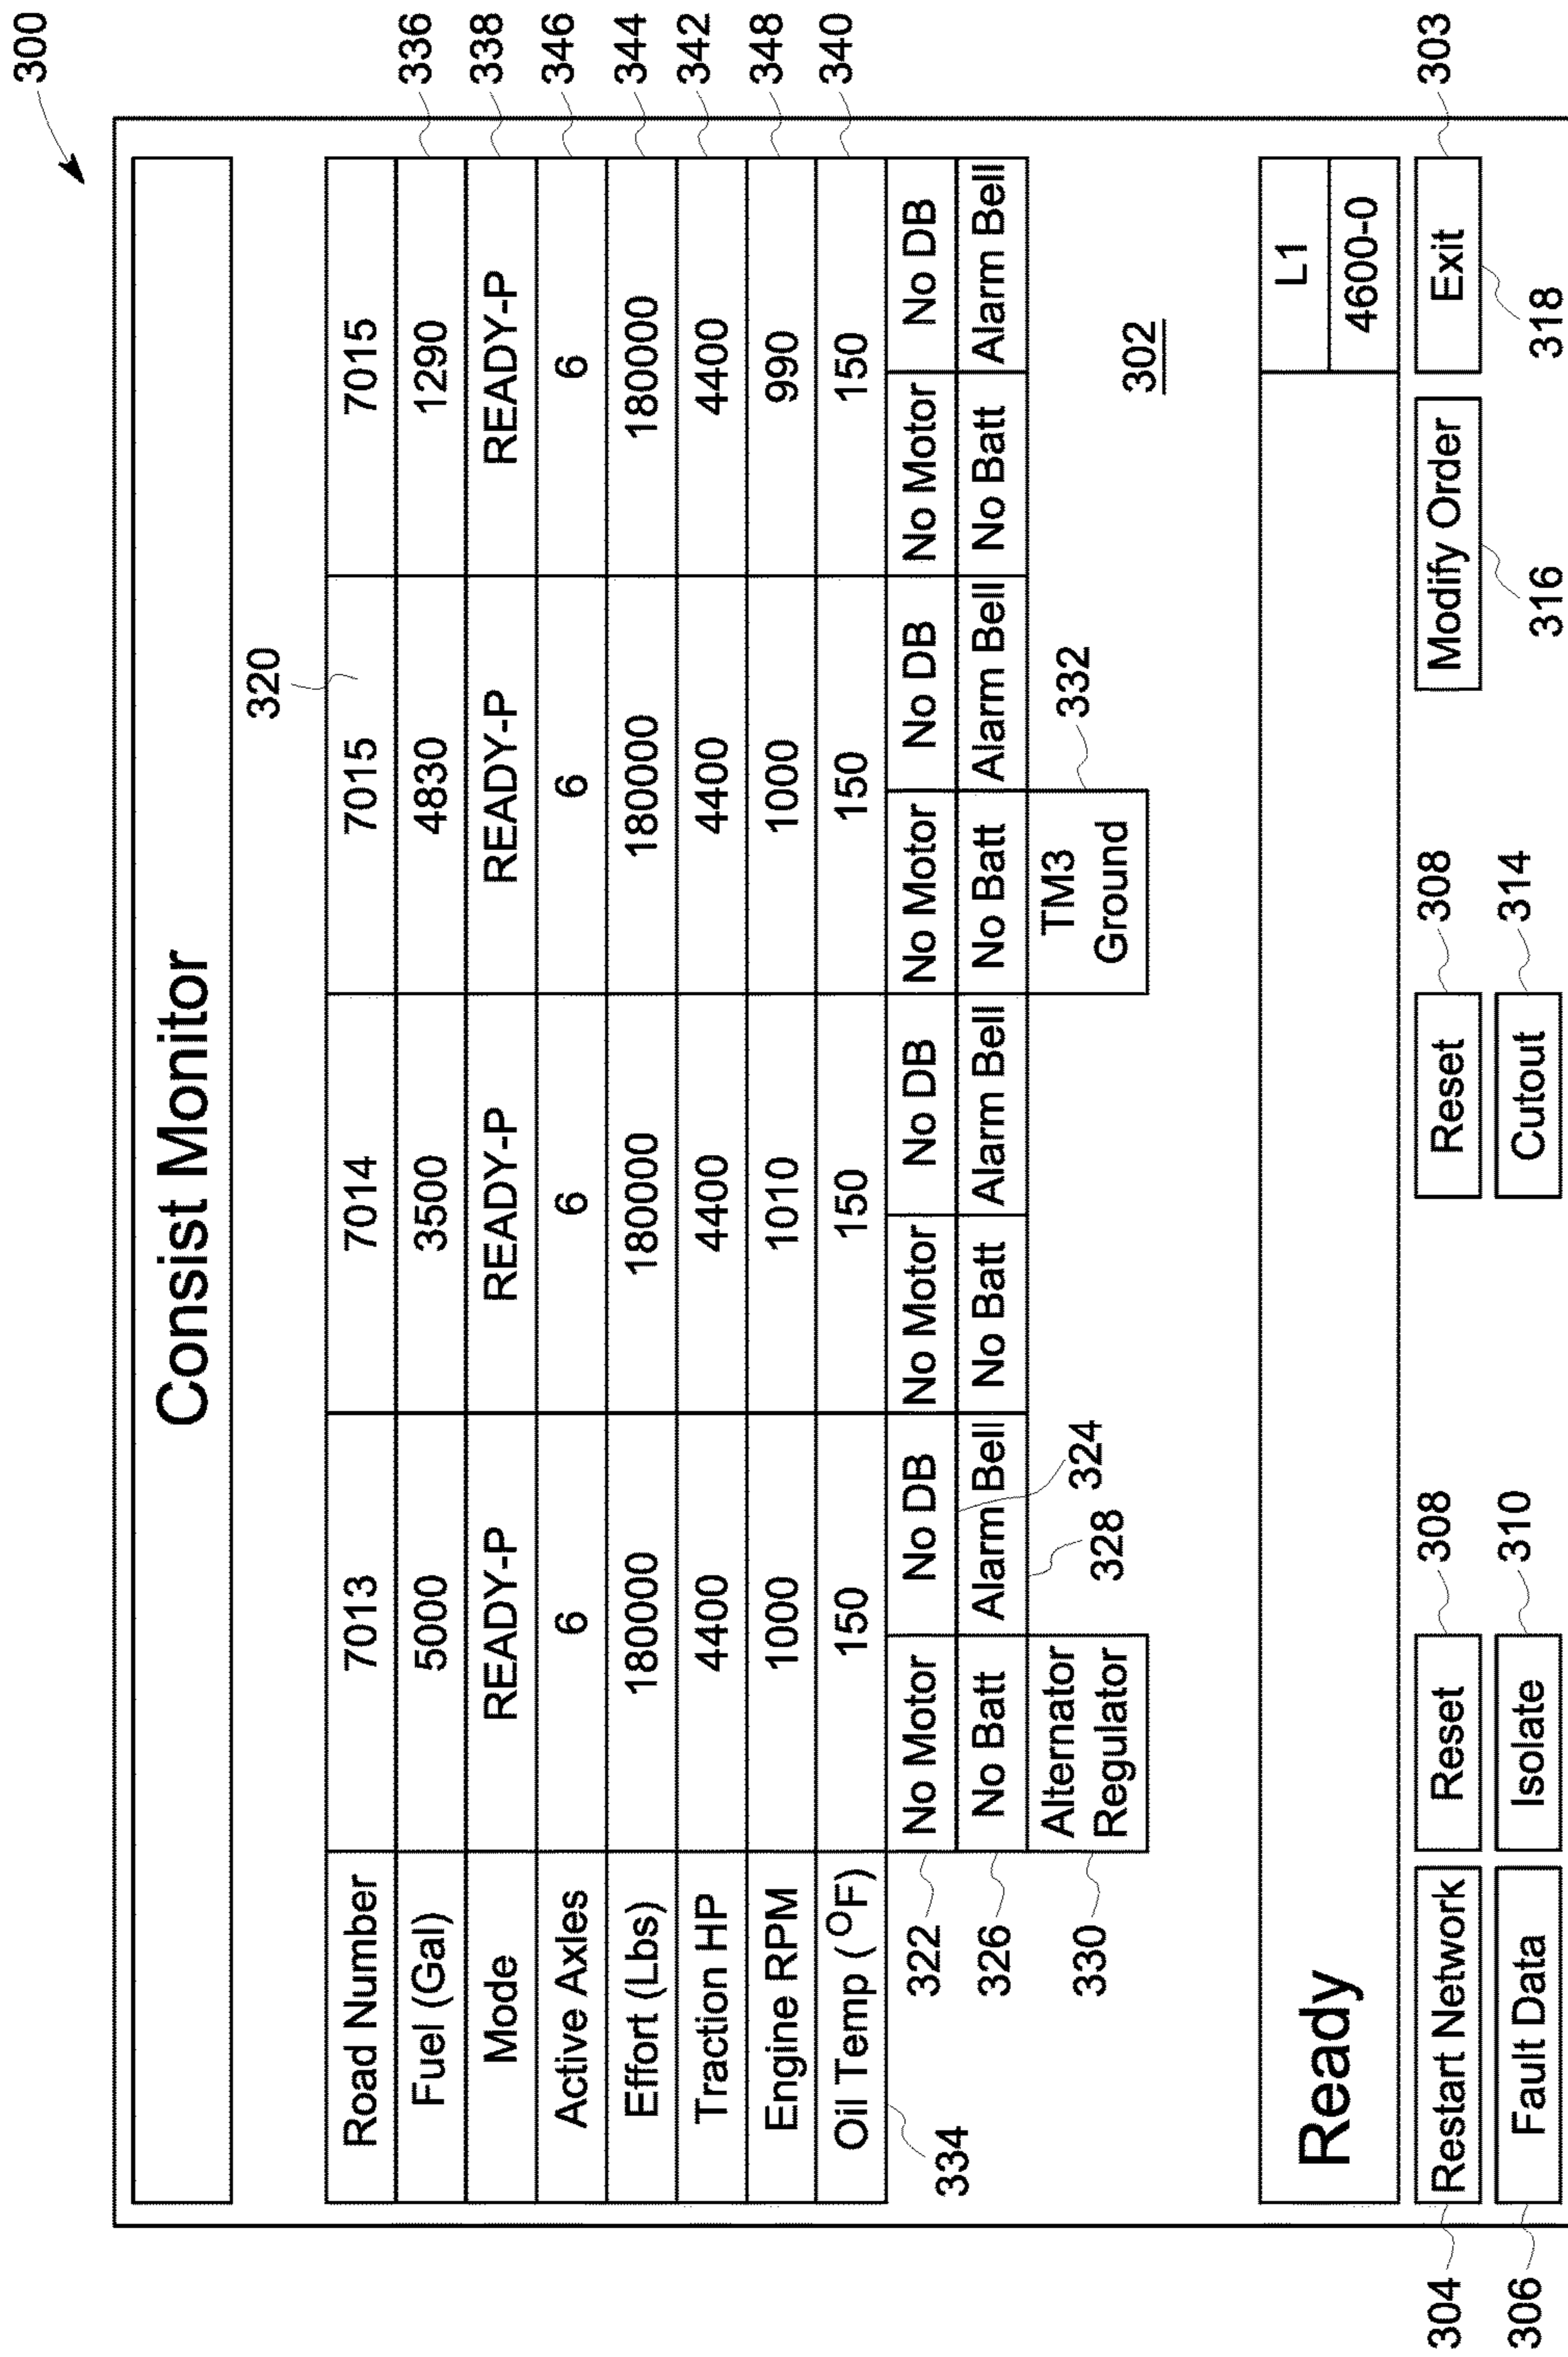 300
Consist Monitor
320
Road Number 7013 7014 7015 7015
Fuel (Gal) 5000 3500 4830 1290 336
Mode READY-P READY-P READY-P READY-P 338
Active Axles 6 6 6 6 346
Effort (Lbs) 180000 180000 180000 180000 344
Traction HP 4400 4400 4400 4400 342
Engine RPM 1000 1010 1000 990 348
Oil Temp (°F) 150 150 150 150 340
334
322 No Motor No DB No Motor No DB No Motor No DB No Motor No DB
326 No Batt Alarm Bell No Batt Alarm Bell No Batt Alarm Bell No Batt Alarm Bell
330 Alternator 324 TM3 332
Regulator 328 Ground
302
Ready L1
4600-0
304 Restart Network Reset 308 Reset 308 Modify Order Exit 303
306 Fault Data Isolate 310 Cutout 314 316 318